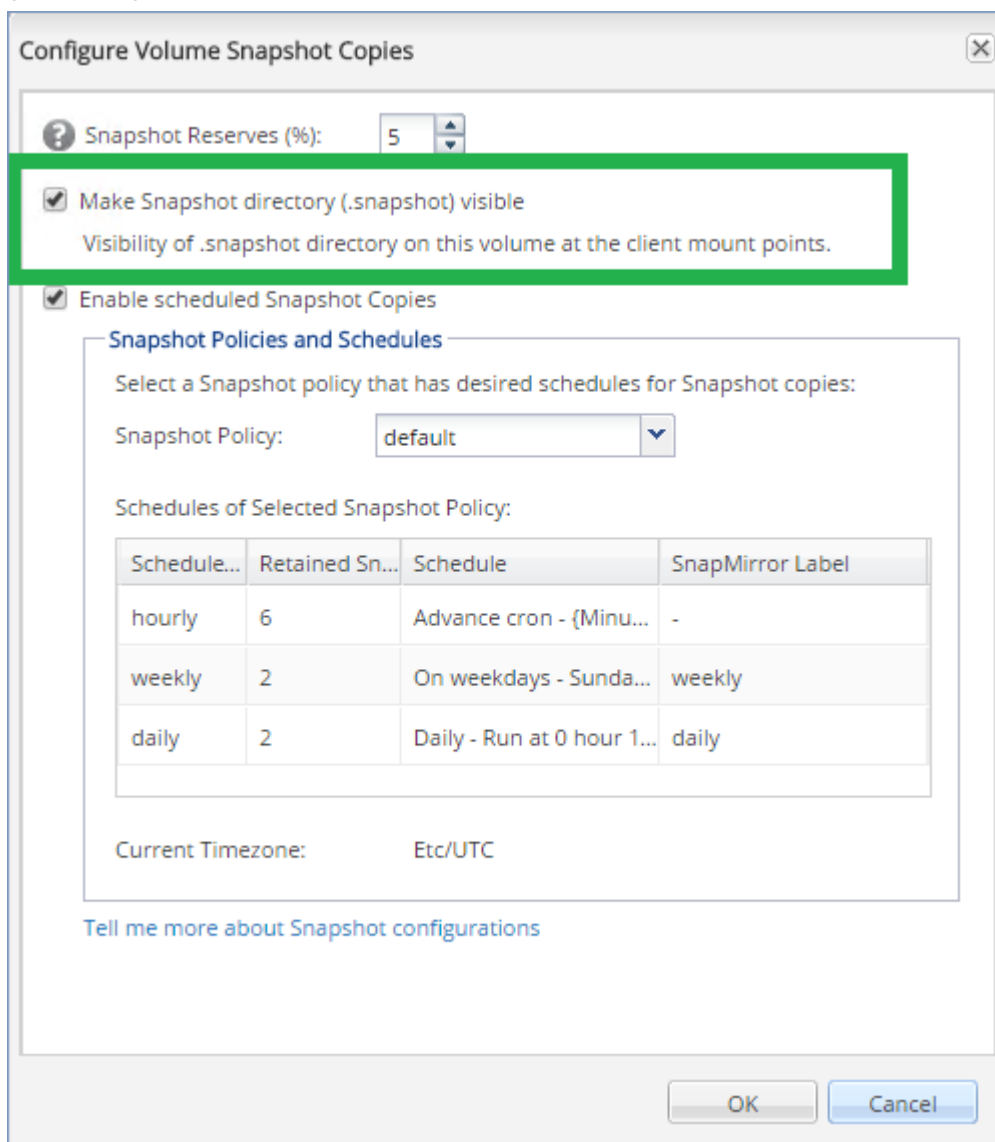 Configure Volume Snapshot Copies
Snapshot Reserves (%): 5
Make Snapshot directory (.snapshot) visible
Visibility of .snapshot directory on this volume at the client mount points.
Enable scheduled Snapshot Copies
Snapshot Policies and Schedules
Select a Snapshot policy that has desired schedules for Snapshot copies:
Snapshot Policy: default
Schedules of Selected Snapshot Policy:
Schedule... Retained Sn... Schedule SnapMirror Label
hourly 6 Advance cron - {Minu... -
weekly 2 On weekdays - Sunda... weekly
daily 2 Daily - Run at 0 hour 1... daily
Current Timezone: Etc/UTC
Tell me more about Snapshot configurations
OK Cancel